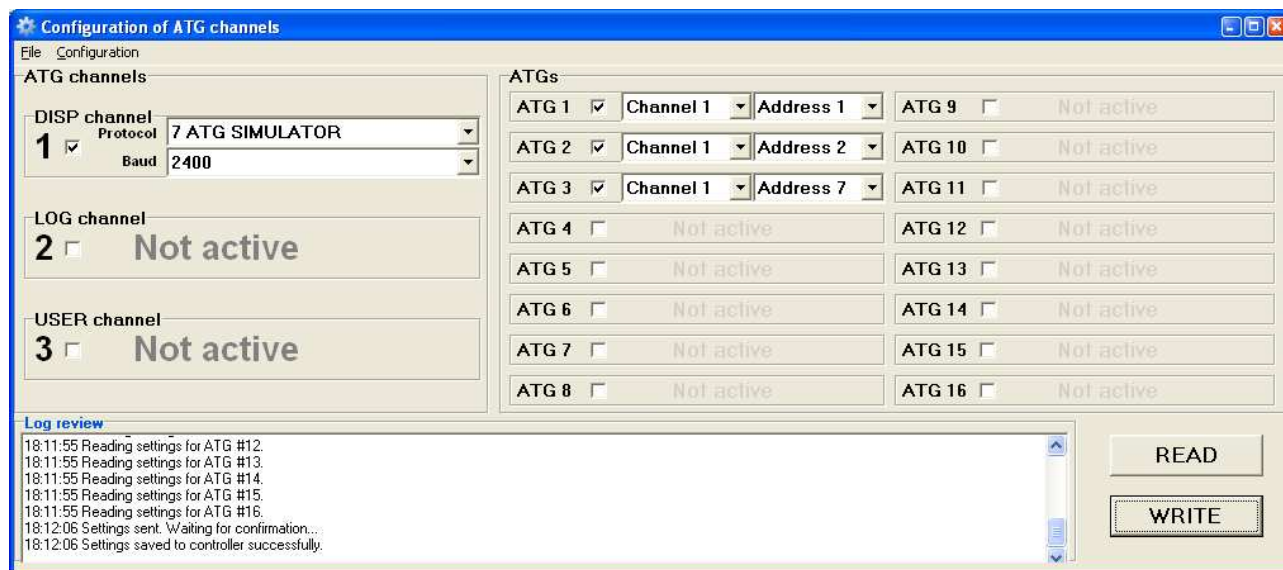 Configuration of ATG channels
File Configuration
ATG channels
DISP channel
1 Protocol 7 ATG SIMULATOR
Baud 2400
LOG channel
2 Not active
USER channel
3 Not active
ATGs
ATG 1 Channel 1 Address 1
ATG 2 Channel 1 Address 2
ATG 3 Channel 1 Address 7
ATG 4 Not active
ATG 5 Not active
ATG 6 Not active
ATG 7 Not active
ATG 8 Not active
ATG 9 Not active
ATG 10 Not active
ATG 11 Not active
ATG 12 Not active
ATG 13 Not active
ATG 14 Not active
ATG 15 Not active
ATG 16 Not active
Log review
18:11:55 Reading settings for ATG #12.
18:11:55 Reading settings for ATG #13.
18:11:55 Reading settings for ATG #14.
18:11:55 Reading settings for ATG #15.
18:11:55 Reading settings for ATG #16.
18:12:06 Settings sent. Waiting for confirmation...
18:12:06 Settings saved to controller successfully.
READ
WRITE